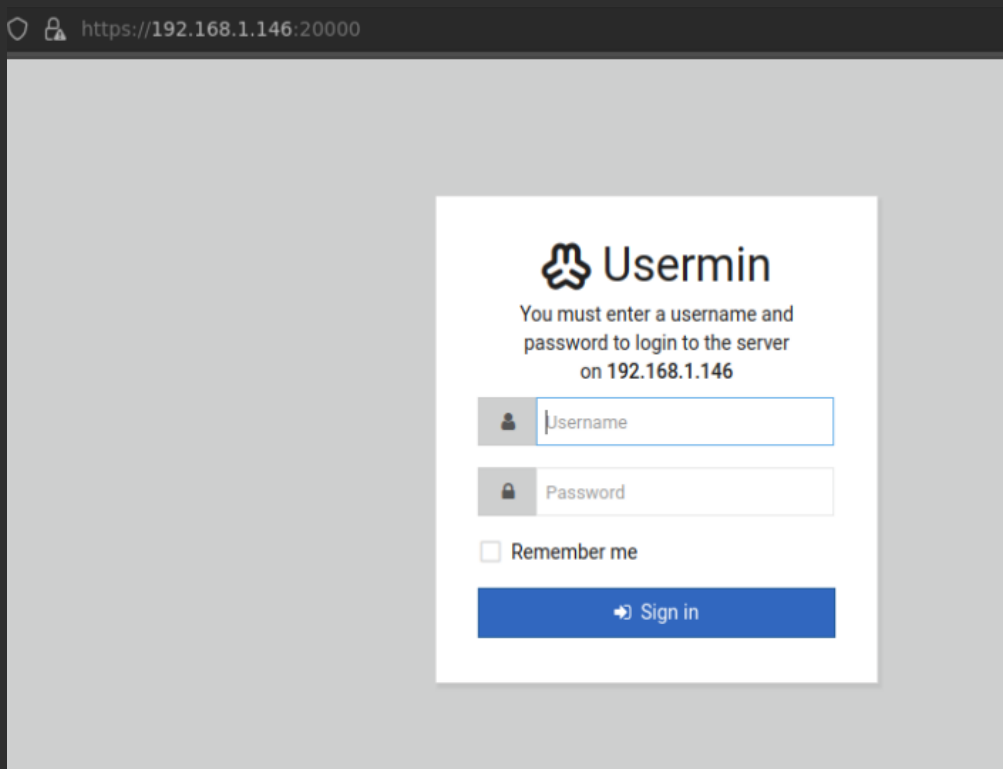 https://192.168.1.146:20000
Usermin
You must enter a username and
password to login to the server
on 192.168.1.146
Username
Password
Remember me
Sign in